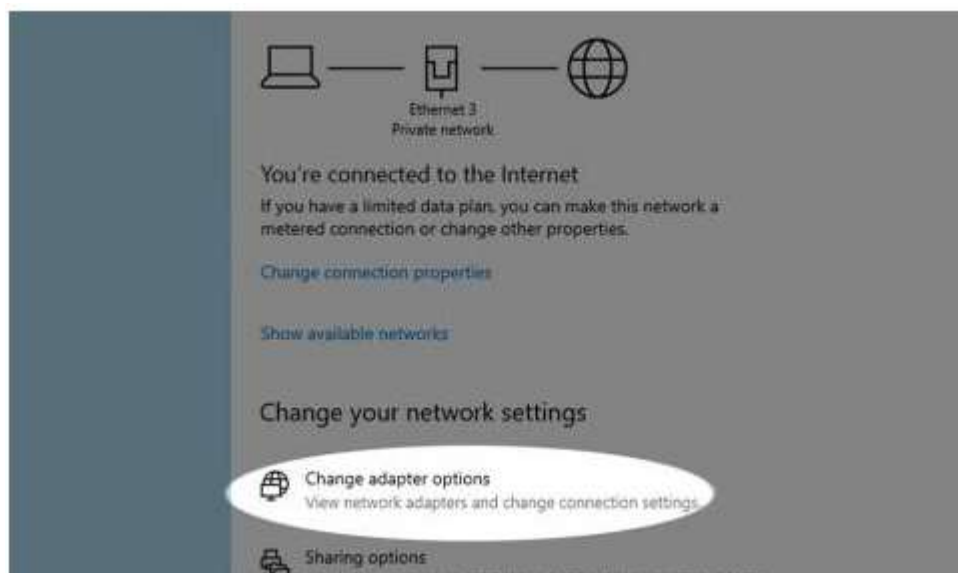 Ethernet 3
Private network
You're connected to the Internet
If you have a limited data plan, you can make this network a
metered connection or change other properties.
Change connection properties
Show available networks
Change your network settings
Change adapter options
View network adapters and change connection settings.
Sharing options